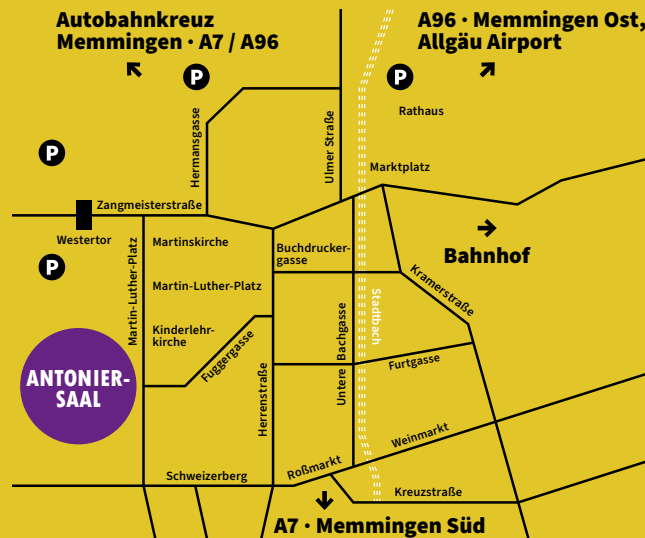 Autobahnkreuz
Memmingen · A7 / A96
A96 · Memmingen Ost,
Allgäu Airport
P
P
Rathaus
Hermansgasse
Ulmer Straße
P
Marktplatz
Zangmeisterstraße
Westertor
Martinskirche
Buchdrucker-
gasse
Bahnhof
P
Martin-Luther-Platz
Martin-Luther-Platz
Kramerstraße
Stadtbach
Kinderlehr-
kirche
Fuggergasse
Untere Bachgasse
Furtgasse
ANTONIER-
SAAL
Herrenstraße
Weinmarkt
Roßmarkt
Schweizerberg
Kreuzstraße
A7 · Memmingen Süd